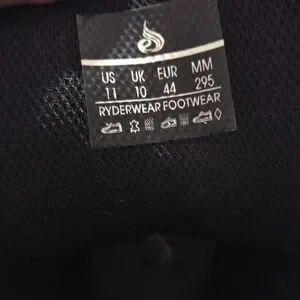 US UK EUR MM
11 10 44 295
RYDERWEAR FOOTWEAR